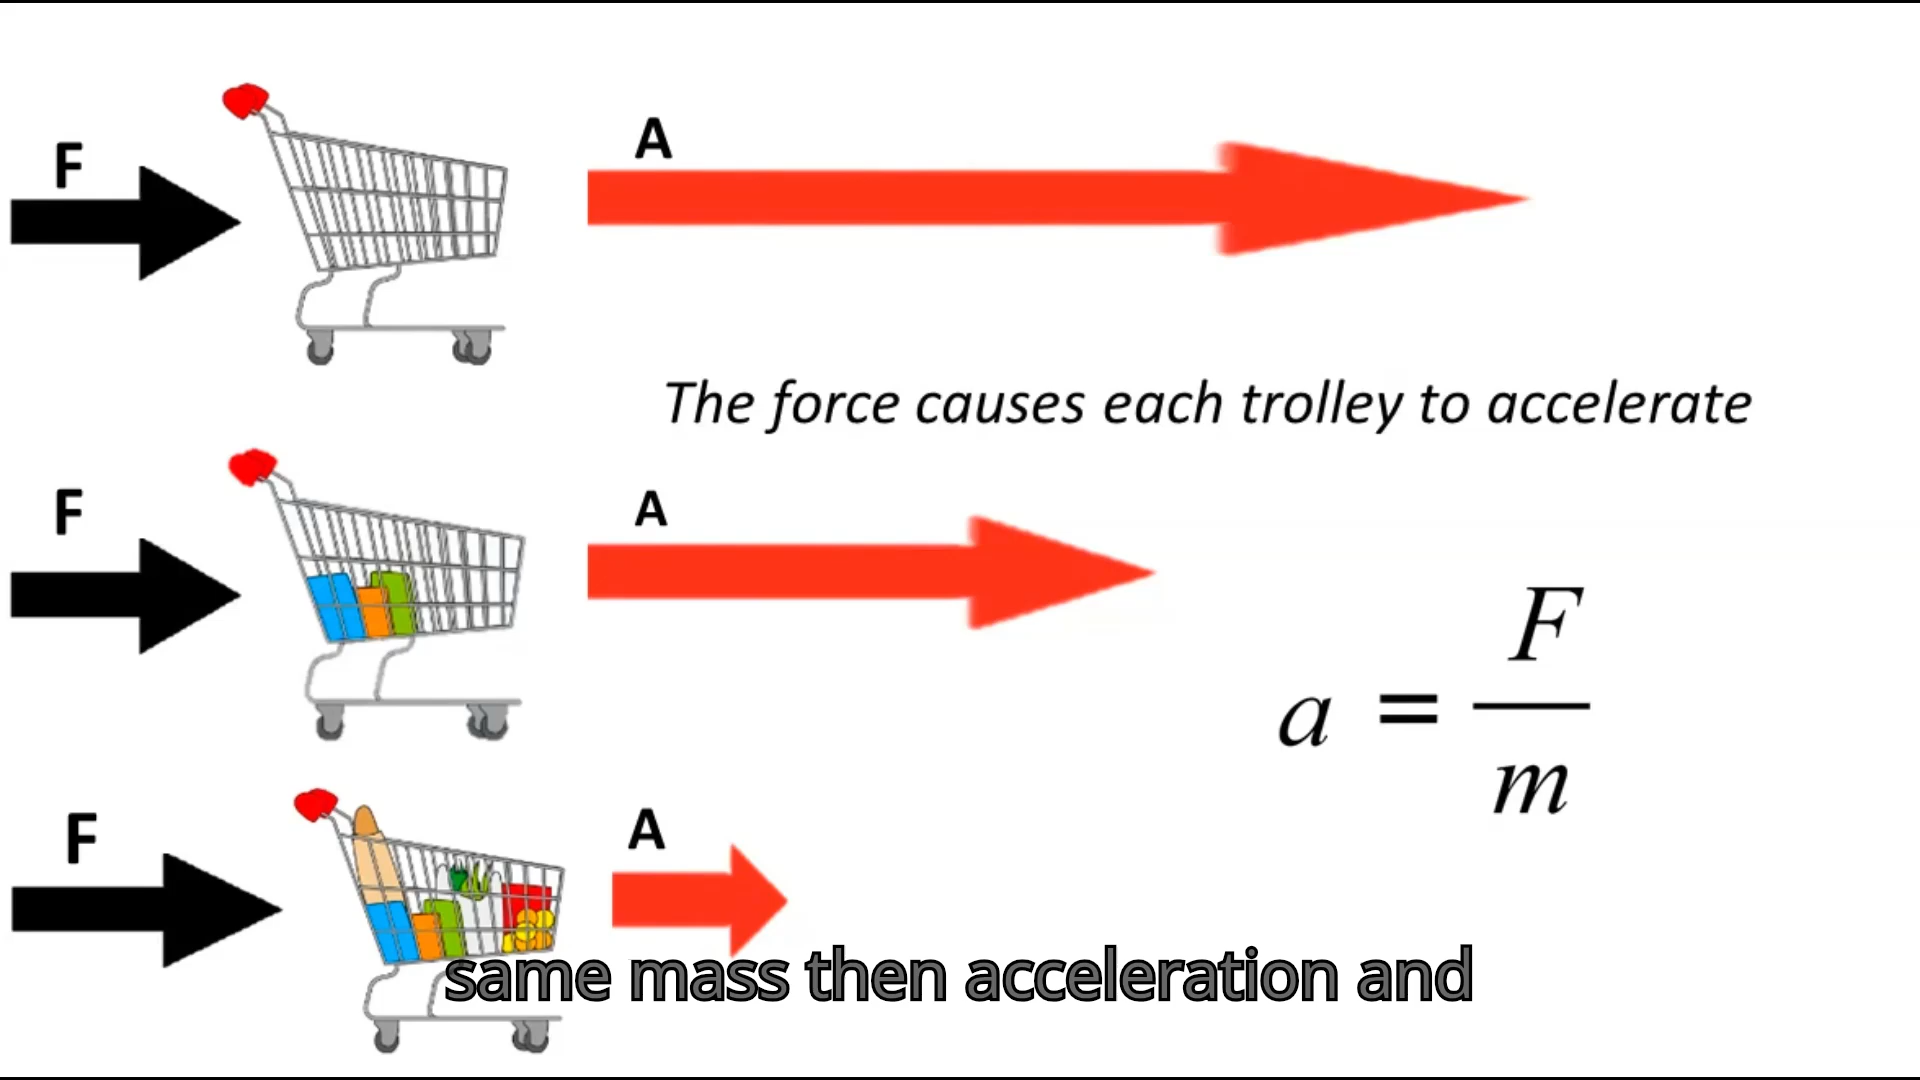 F
A
The force causes each trolley to accelerate
F
A
a = F
m
F
A
same mass then acceleration and